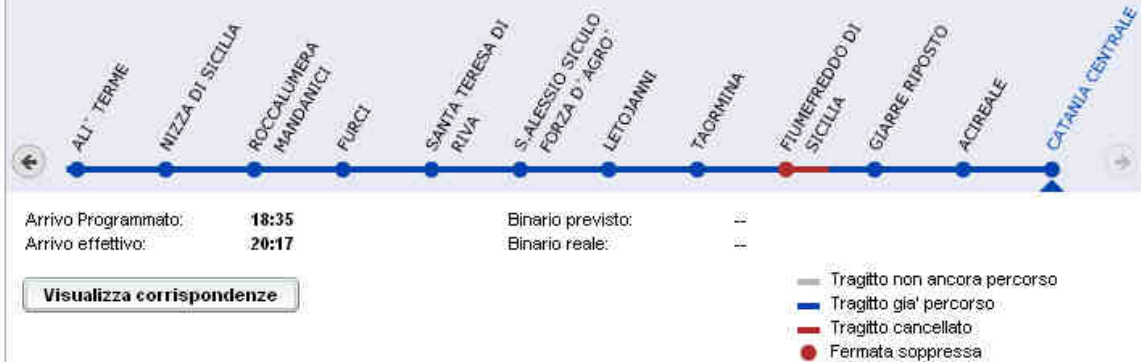 ALI` TERME
NIZZA DI SICILIA
ROCCALUMERA
MANDANICI
FURCI
SANTA TERESA DI
RIVA
S.ALESSIO SICULO
FORZA D`AGRO`
LETOJANNI
TAORMINA
FIUMEFREDDO DI
SICILIA
GIARRE RIPOSTO
ACIREALE
CATANIA CENTRALE
Arrivo Programmato: 18:35 Binario previsto: --
Arrivo effettivo: 20:17 Binario reale: --
Visualizza corrispondenze
Tragitto non ancora percorso
Tragitto gia' percorso
Tragitto cancellato
Fermata soppressa